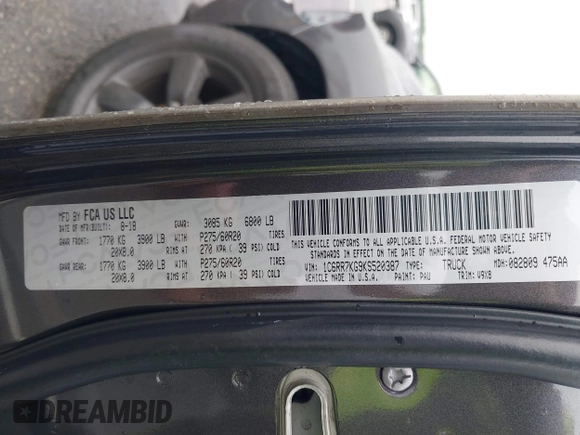 MFD BY FCA US LLC
DATE OF MFR(BUILT): 8-18 GVWR: 3085 KG 6800 LB
GAWR FRONT: 1770 KG 3900 LB WITH P275/60R20 TIRES
20X8.0 RIMS AT 270 KPA ( 39 PSI) COLD
GAWR REAR: 1770 KG 3900 LB WITH P275/60R20 TIRES
20X8.0 RIMS AT 270 KPA ( 39 PSI) COLD
THIS VEHICLE CONFORMS TO ALL APPLICABLE U.S.A. FEDERAL MOTOR VEHICLE SAFETY
STANDARDS IN EFFECT ON THE DATE OF MANUFACTURE SHOWN ABOVE.
VIN: 1C6RR7KG9KS520387 TYPE: TRUCK MDH: 082809 475AA
VEHICLE MADE IN U.S.A. PAINT: PAU TRIM: V9X8
DREAMBID